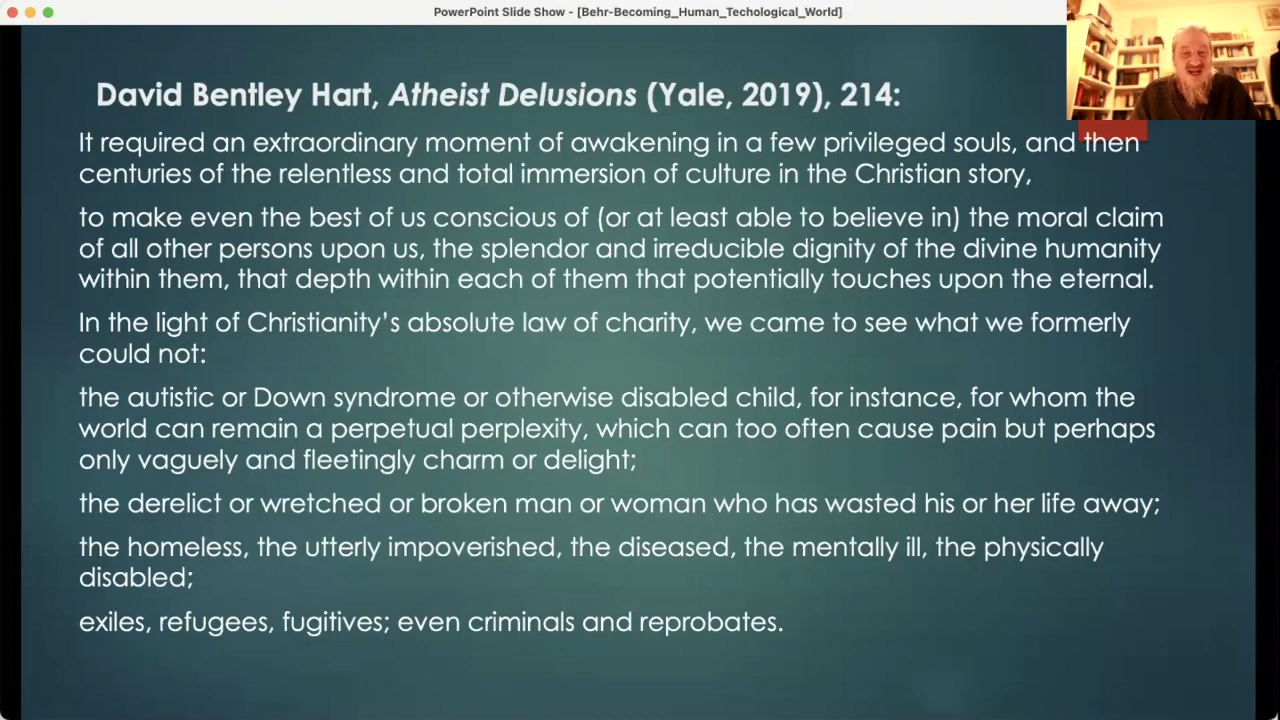 PowerPoint Slide Show - [Behr-Becoming_Human_Techological_World]
David Bentley Hart, Atheist Delusions (Yale, 2019), 214:
It required an extraordinary moment of awakening in a few privileged souls, and then
centuries of the relentless and total immersion of culture in the Christian story,
to make even the best of us conscious of (or at least able to believe in) the moral claim
of all other persons upon us, the splendor and irreducible dignity of the divine humanity
within them, that depth within each of them that potentially touches upon the eternal.
In the light of Christianity’s absolute law of charity, we came to see what we formerly
could not:
the autistic or Down syndrome or otherwise disabled child, for instance, for whom the
world can remain a perpetual perplexity, which can too often cause pain but perhaps
only vaguely and fleetingly charm or delight;
the derelict or wretched or broken man or woman who has wasted his or her life away;
the homeless, the utterly impoverished, the diseased, the mentally ill, the physically
disabled;
exiles, refugees, fugitives; even criminals and reprobates.